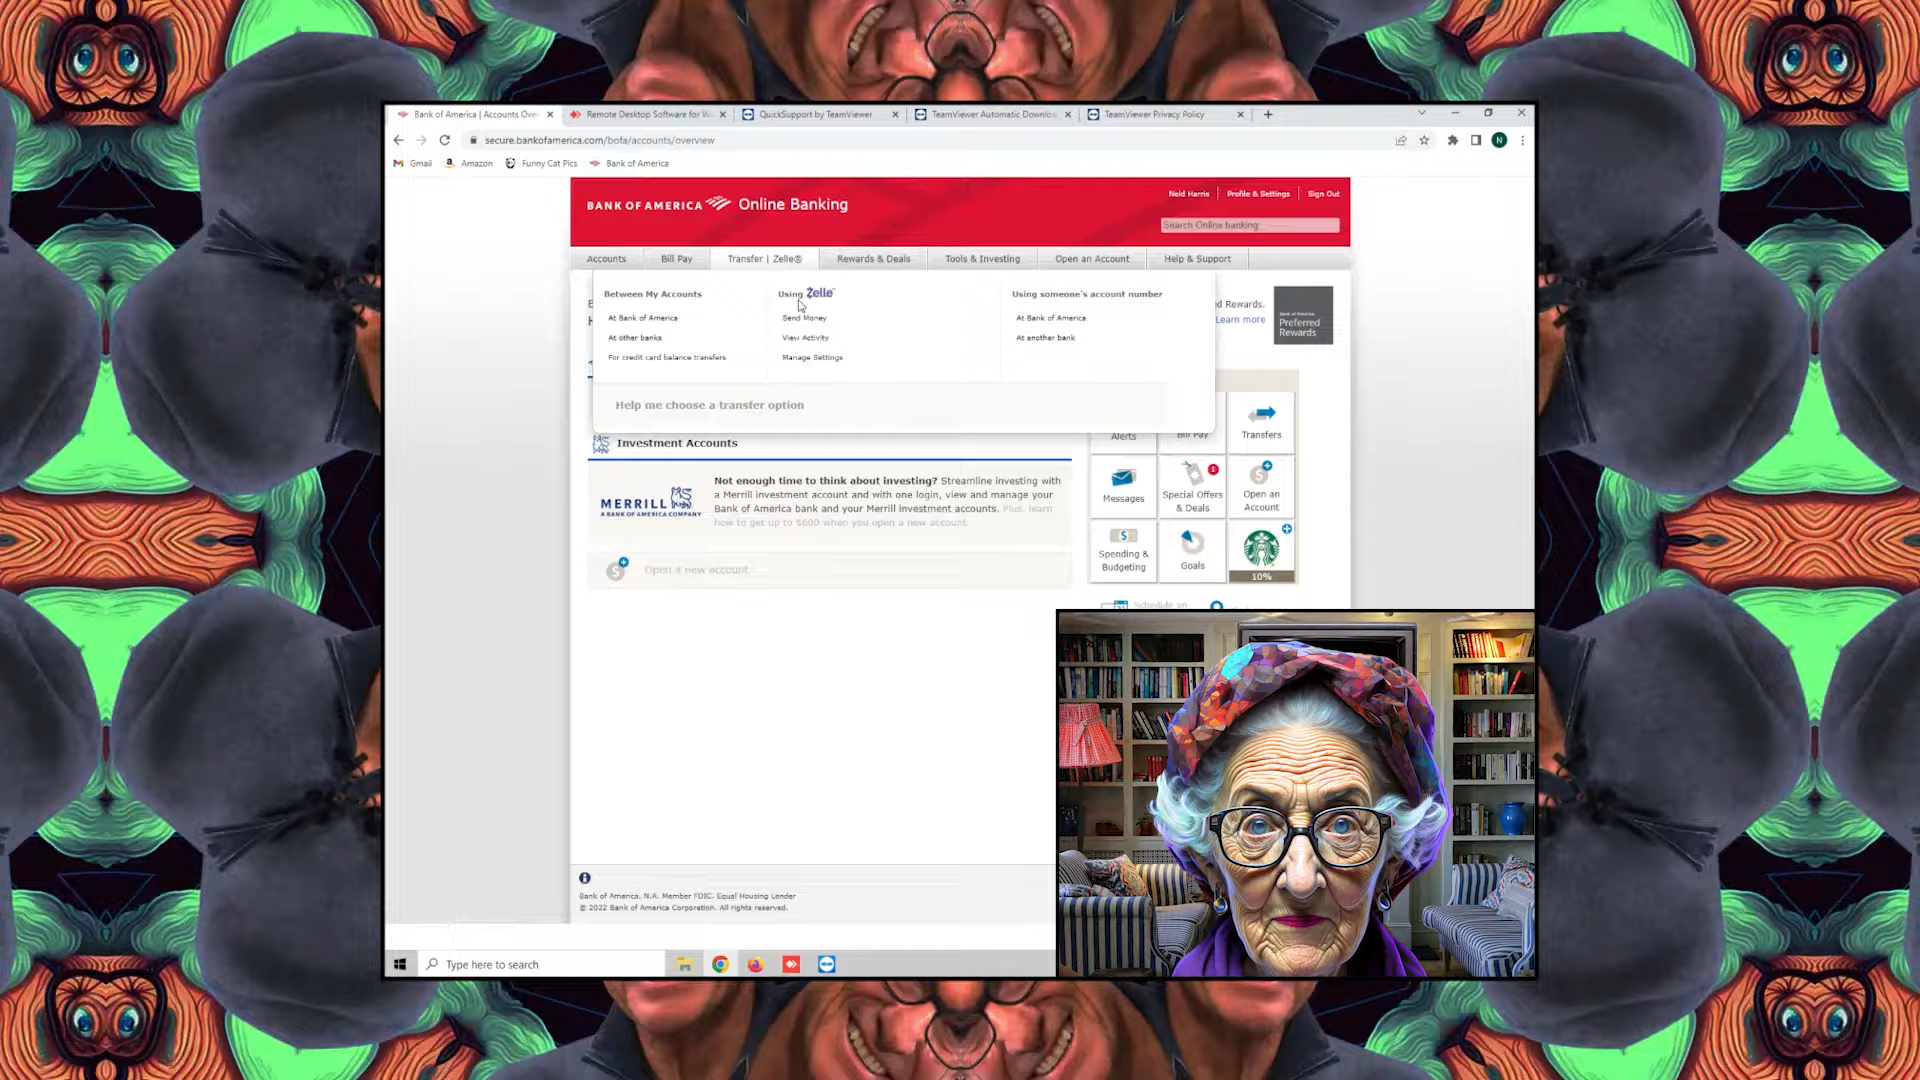 Bank of America | Accounts Ove
Remote Desktop Software for W
QuickSupport by TeamViewer
TeamViewer Automatic Downloa
TeamViewer Privacy Policy
secure.bankofamerica.com/bofa/accounts/overview
N
Gmail
Amazon
Funny Cat Pics
Bank of America
BANK OF AMERICA
Online Banking
Neld Harris
Profile & Settings
Sign Out
Search Online banking
Accounts
Bill Pay
Transfer | Zelle®
Rewards & Deals
Tools & Investing
Open an Account
Help & Support
Between My Accounts
At Bank of America
At other banks
For credit card balance transfers
Using Zelle
Send Money
View Activity
Manage Settings
Using someone's account number
At Bank of America
At another bank
Help me choose a transfer option
d Rewards.
Learn more
Bank of America
Preferred
Rewards
Alerts
Bill Pay
Transfers
Messages
1
Special Offers
& Deals
Open an
Account
Spending &
Budgeting
Goals
10%
Schedule an
Investment Accounts
MERRILL
A BANK OF AMERICA COMPANY
Not enough time to think about investing? Streamline investing with
a Merrill investment account and with one login, view and manage your
Bank of America bank and your Merrill investment accounts. Plus, learn
how to get up to $600 when you open a new account.
Open a new account
Bank of America, N.A. Member FDIC. Equal Housing Lender
© 2022 Bank of America Corporation. All rights reserved.
Type here to search